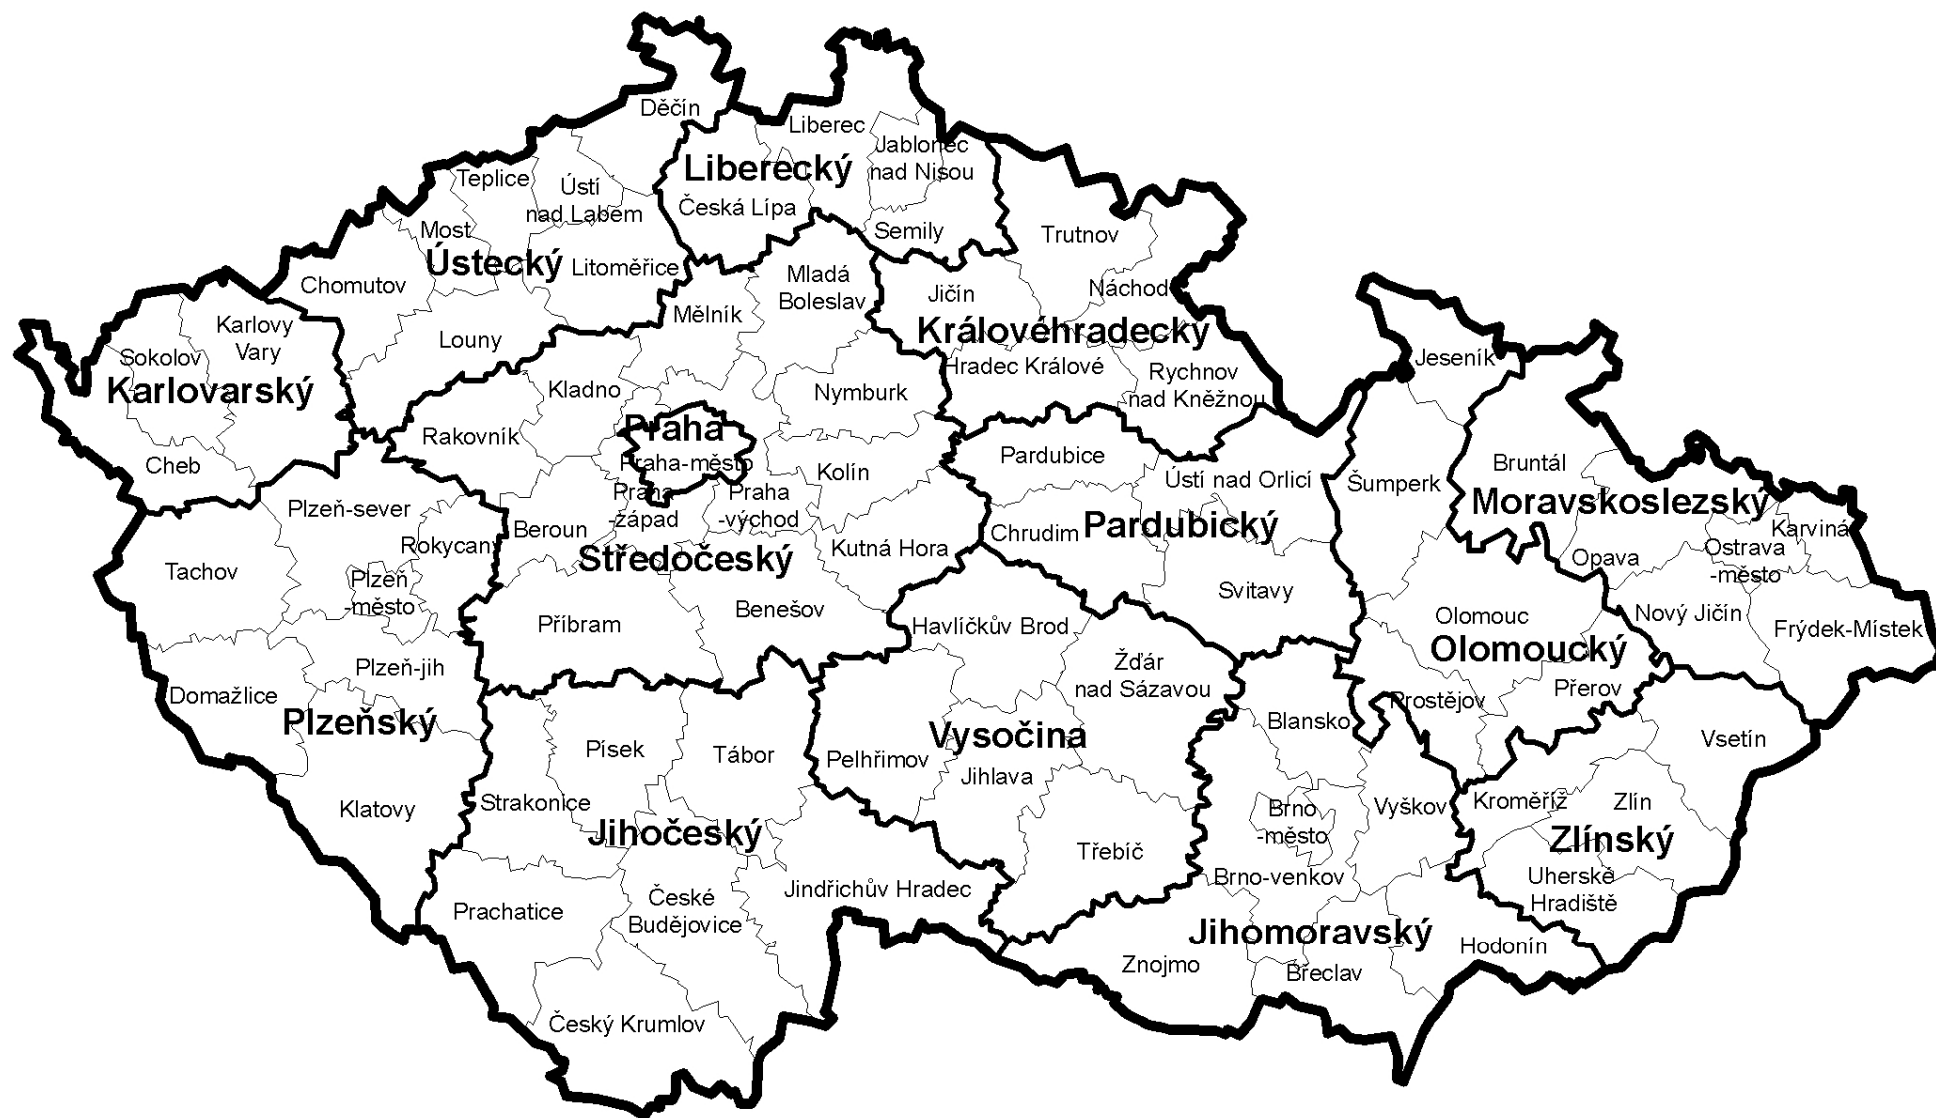 Děčín
Liberec
Jablonec
nad Nisou
Liberecký
Teplice
Ústí
nad Labem
Česká Lípa
Semily
Trutnov
Most
Ústecký
Litoměřice
Chomutov
Mladá
Boleslav
Jičín
Náchod
Mělník
Karlovy
Vary
Louny
Královéhradecký
Sokolov
Karlovarský
Kladno
Nymburk
Hradec Králové
Rychnov
nad Kněžnou
Jeseník
Rakovník
Praha
Praha-město
Cheb
Kolín
Pardubice
Ústí nad Orlicí
Šumperk
Bruntál
Moravskoslezský
Plzeň-sever
Praha
-západ
Praha
-východ
Beroun
Chrudim
Pardubický
Karviná
Rokycany
Středočeský
Kutná Hora
Opava
Ostrava
-město
Tachov
Plzeň
-město
Svitavy
Příbram
Benešov
Havlíčkův Brod
Olomouc
Olomoucký
Nový Jičín
Frýdek-Místek
Plzeň-jih
Žďár
nad Sázavou
Domažlice
Plzeňský
Prostějov
Přerov
Písek
Tábor
Vysočina
Blansko
Vsetín
Pelhřimov
Jihlava
Klatovy
Strakonice
Jihočeský
Brno
-město
Vyškov
Kroměříž
Zlín
Zlínský
Třebíč
Brno-venkov
Jindřichův Hradec
Uherské
Hradiště
Prachatice
České
Budějovice
Jihomoravský
Hodonín
Znojmo
Břeclav
Český Krumlov